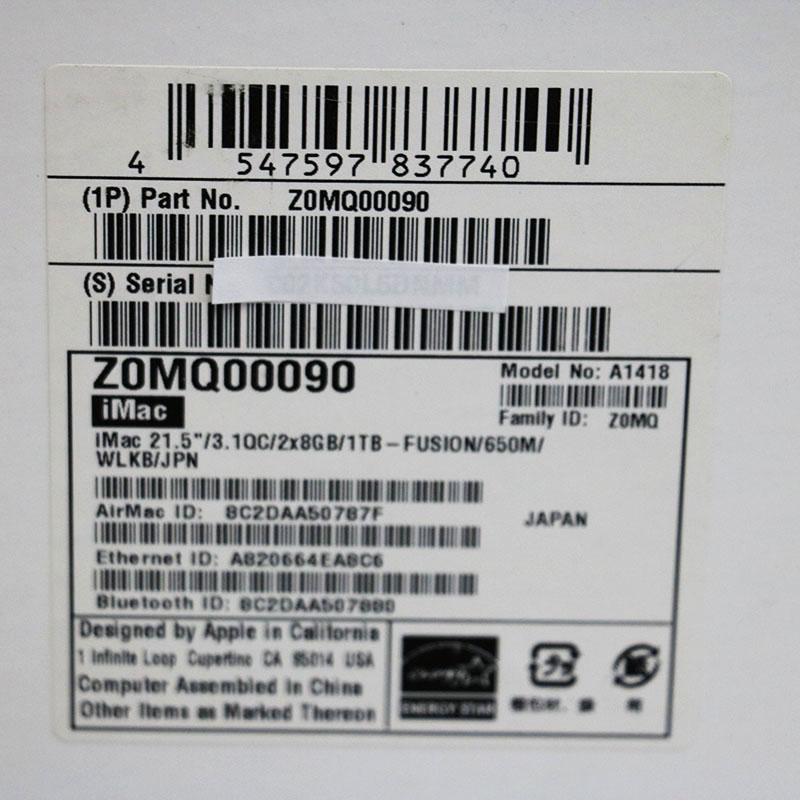 4 547597 837740
(1P) Part No. Z0MQ00090
(S) Serial
Z0MQ00090
Model No: A1418
iMac
Family ID: Z0MQ
iMac 21.5"/3.1QC/2x8GB/1TB-FUSION/650M/
WLKB/JPN
AirMac ID: 8C2DAA50787F
JAPAN
Ethernet ID: A820664EA8C6
Bluetooth ID:
Designed by Apple in California
1 Infinite Loop Cupertino CA 95014 USA
Computer Assembled in China
Other Items as Marked Thereon
ENERGY STAR